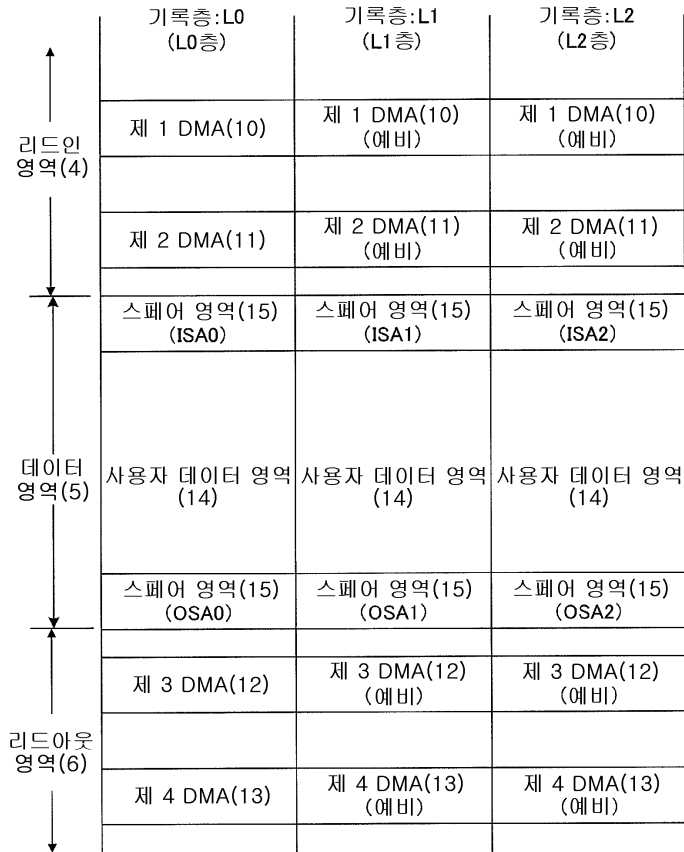 기록층:L0
(L0층)
기록층:L1
(L1층)
기록층:L2
(L2층)
리드인
영역(4)
제 1 DMA(10)
제 1 DMA(10)
(예비)
제 1 DMA(10)
(예비)
제 2 DMA(11)
제 2 DMA(11)
(예비)
제 2 DMA(11)
(예비)
데이터
영역(5)
스페어 영역(15)
(ISA0)
스페어 영역(15)
(ISA1)
스페어 영역(15)
(ISA2)
사용자 데이터 영역
(14)
사용자 데이터 영역
(14)
사용자 데이터 영역
(14)
스페어 영역(15)
(OSA0)
스페어 영역(15)
(OSA1)
스페어 영역(15)
(OSA2)
리드아웃
영역(6)
제 3 DMA(12)
제 3 DMA(12)
(예비)
제 3 DMA(12)
(예비)
제 4 DMA(13)
제 4 DMA(13)
(예비)
제 4 DMA(13)
(예비)